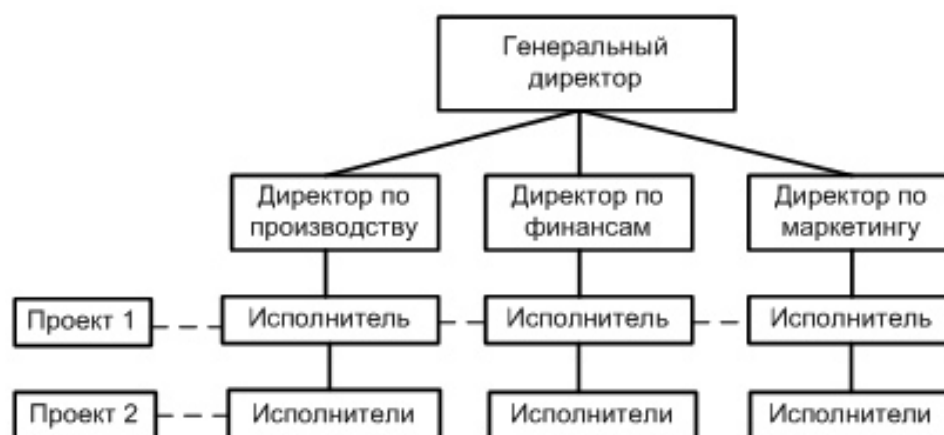 Генеральный
директор
Директор по
производству
Директор по
финансам
Директор по
маркетингу
Проект 1
Исполнитель
Исполнитель
Исполнитель
Проект 2
Исполнители
Исполнители
Исполнители